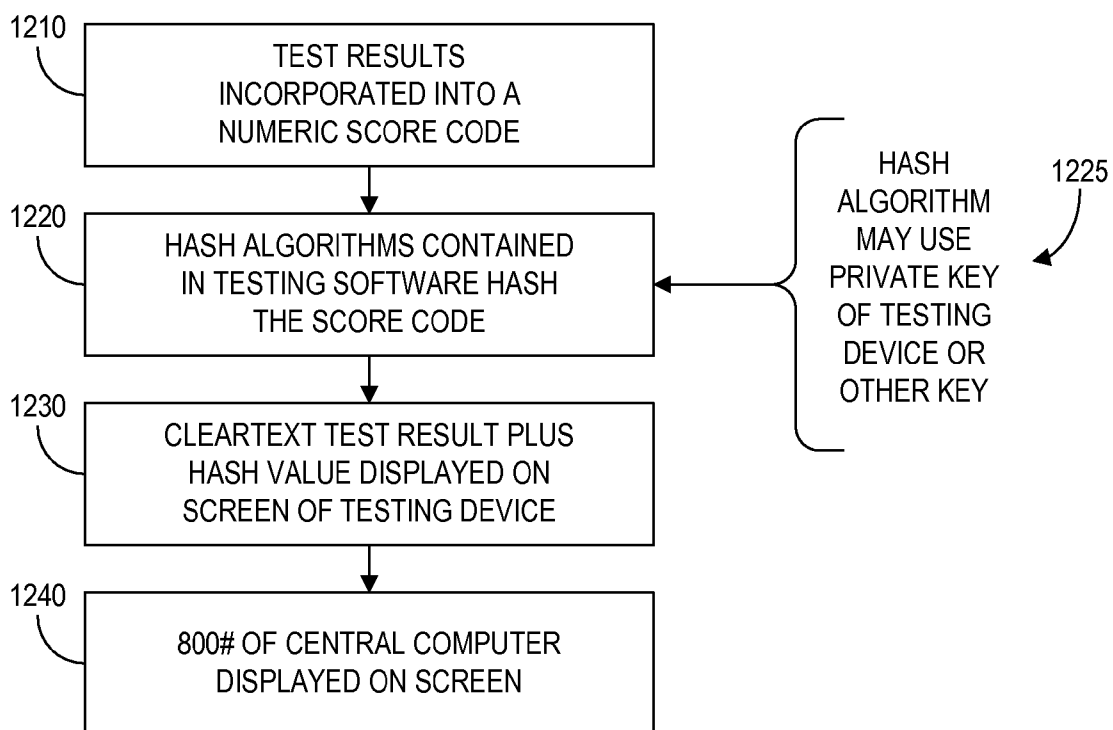 1210
TEST RESULTS
INCORPORATED INTO A
NUMERIC SCORE CODE
1220
HASH ALGORITHMS CONTAINED
IN TESTING SOFTWARE HASH
THE SCORE CODE
HASH
ALGORITHM
MAY USE
PRIVATE KEY
OF TESTING
DEVICE OR
OTHER KEY
1225
1230
CLEARTEXT TEST RESULT PLUS
HASH VALUE DISPLAYED ON
SCREEN OF TESTING DEVICE
1240
800# OF CENTRAL COMPUTER
DISPLAYED ON SCREEN